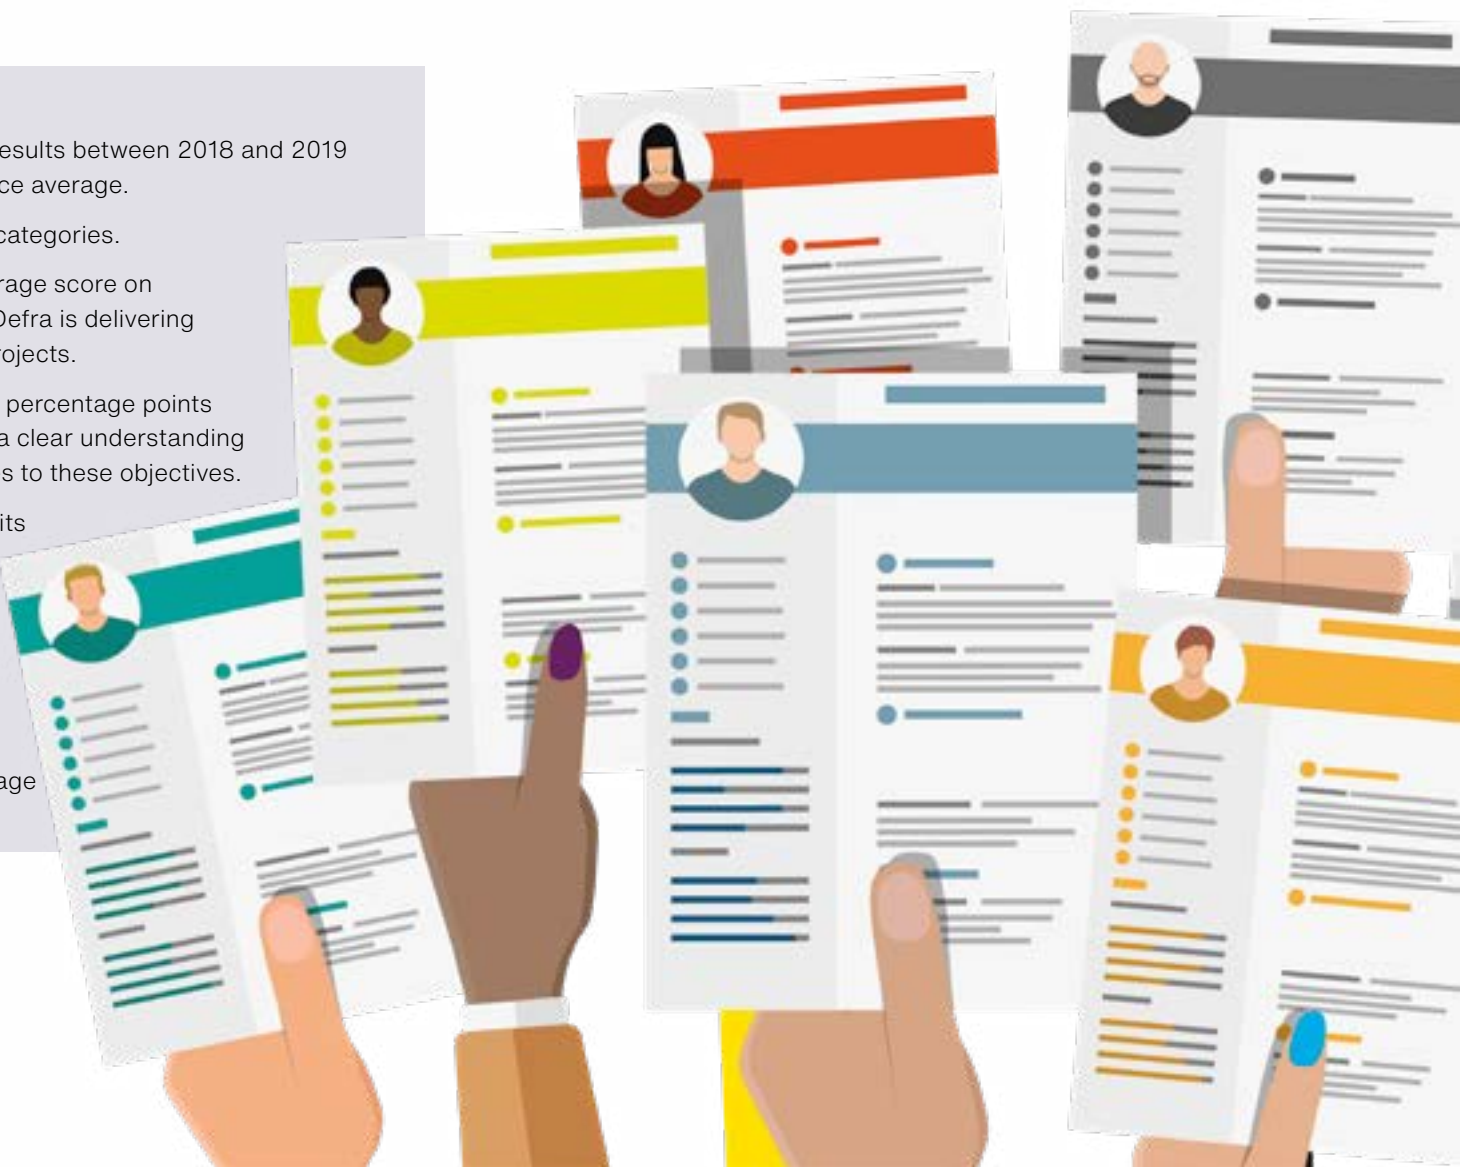 esults between 2018 and 2019
ce average.
categories.
rage score on
Defra is delivering
rojects.
percentage points
a clear understanding
s to these objectives.
its
age